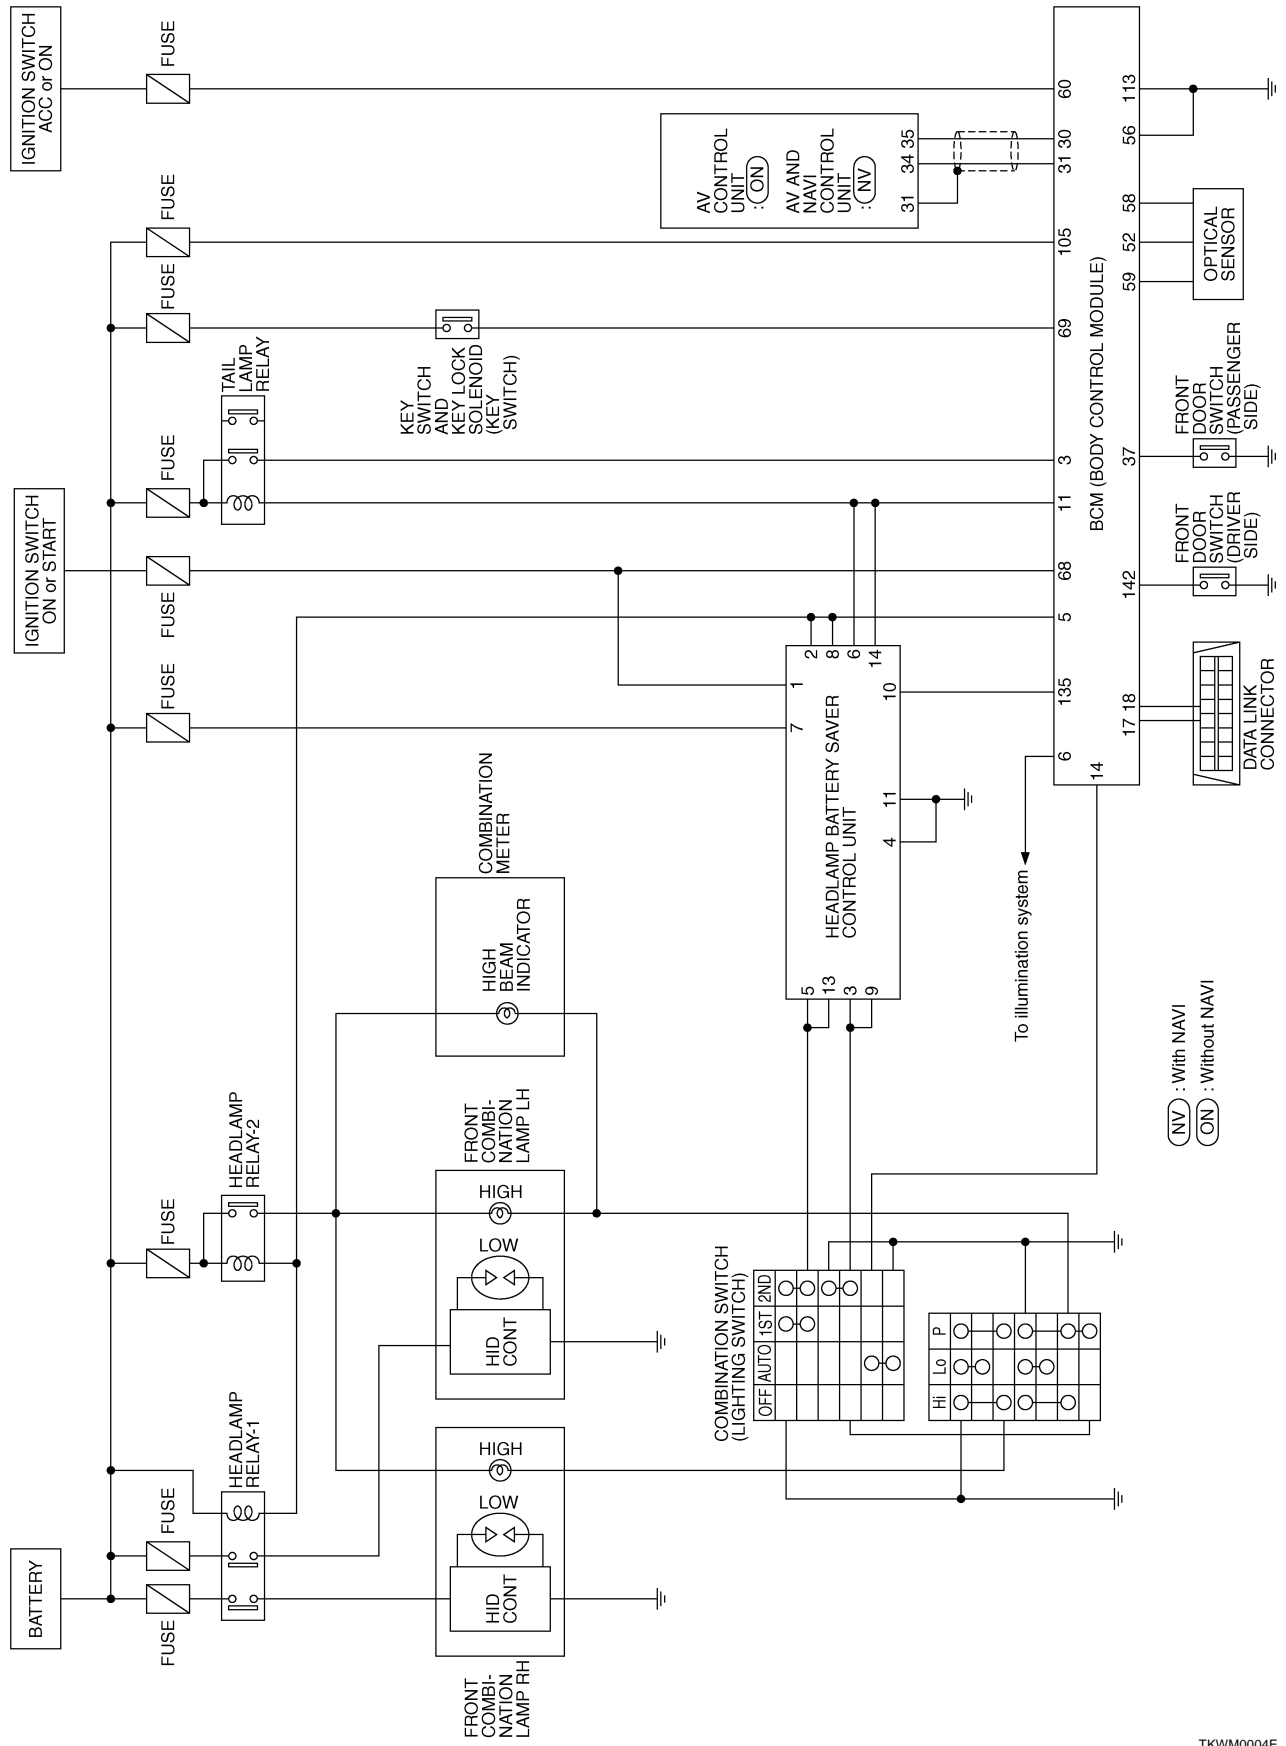 IGNITION SWITCH
ACC or ON
IGNITION SWITCH
ON or START
BATTERY
FUSE
FUSE
FUSE
FUSE
FUSE
FUSE
FUSE
FUSE
FUSE
TAIL
LAMP
RELAY
HEADLAMP
RELAY-2
HEADLAMP
RELAY-1
KEY
SWITCH
AND
KEY LOCK
SOLENOID
(KEY
SWITCH)
COMBINATION
METER
HIGH
BEAM
INDICATOR
FRONT
COMBI-
NATION
LAMP LH
HIGH
LOW
HID
CONT
FRONT
COMBI-
NATION
LAMP RH
HIGH
LOW
HID
CONT
AV
CONTROL
UNIT
: ON
AV AND
NAVI
CONTROL
UNIT
: NV
31
34
35
HEADLAMP BATTERY SAVER
CONTROL UNIT
1
7
2
8
6
14
10
11
4
5
13
3
9
COMBINATION SWITCH
(LIGHTING SWITCH)
OFF
AUTO
1ST
2ND
Hi
Lo
P
To illumination system
BCM (BODY CONTROL MODULE)
60
30
31
105
69
3
11
68
5
135
6
14
113
56
58
52
59
37
142
18
17
OPTICAL
SENSOR
FRONT
DOOR
SWITCH
(PASSENGER
SIDE)
FRONT
DOOR
SWITCH
(DRIVER
SIDE)
DATA LINK
CONNECTOR
NV : With NAVI
ON : Without NAVI
TKWM0004E